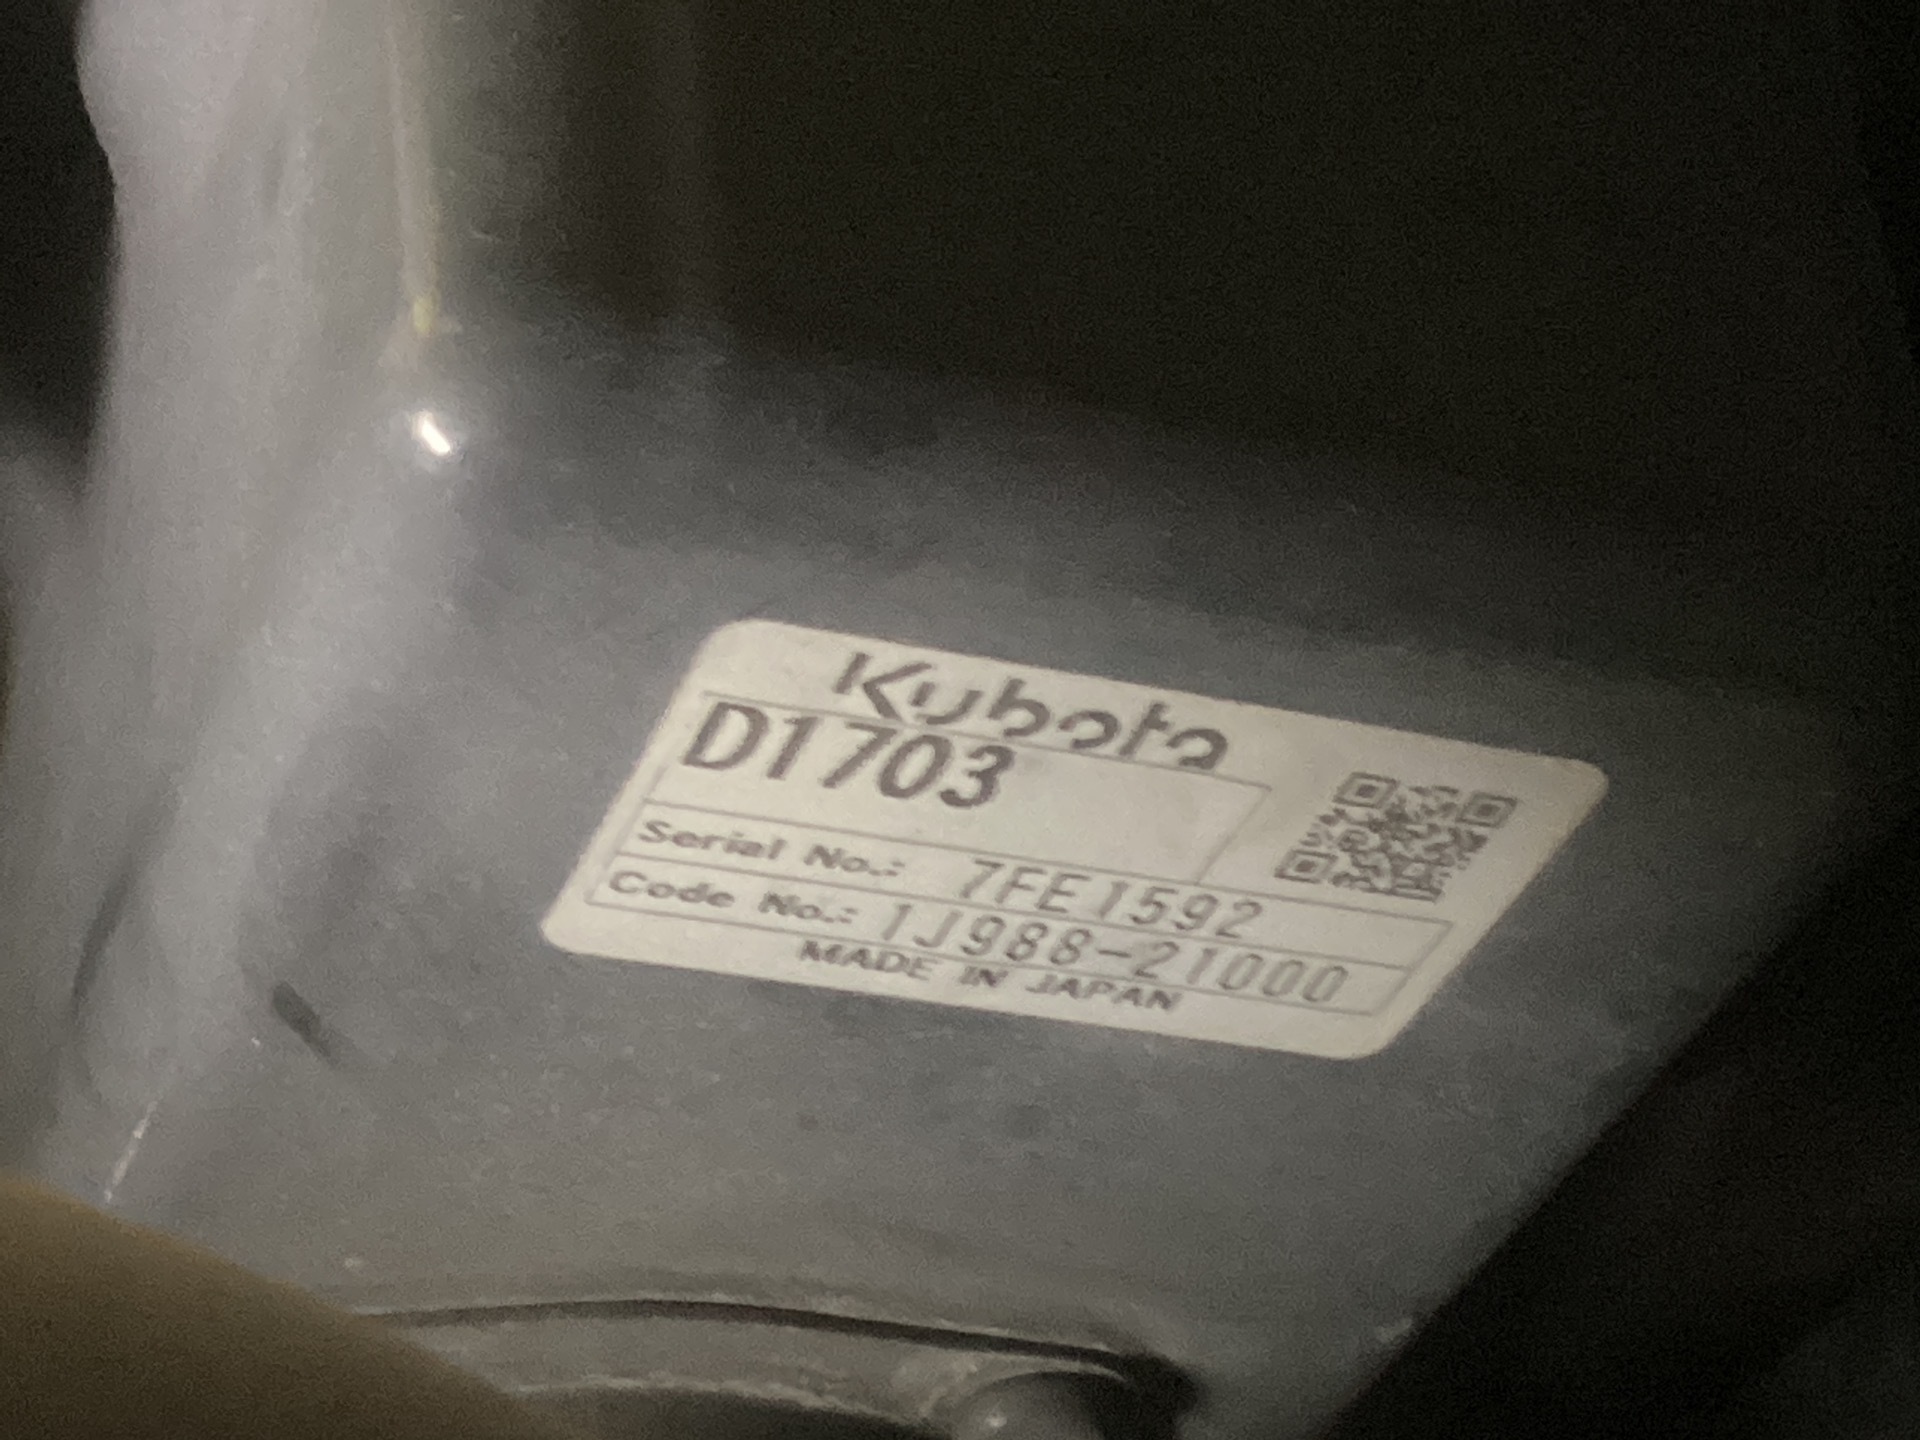 Kubota
D1703
Serial No.: 7FE1592
Code No.: 1J988-21000
MADE IN JAPAN